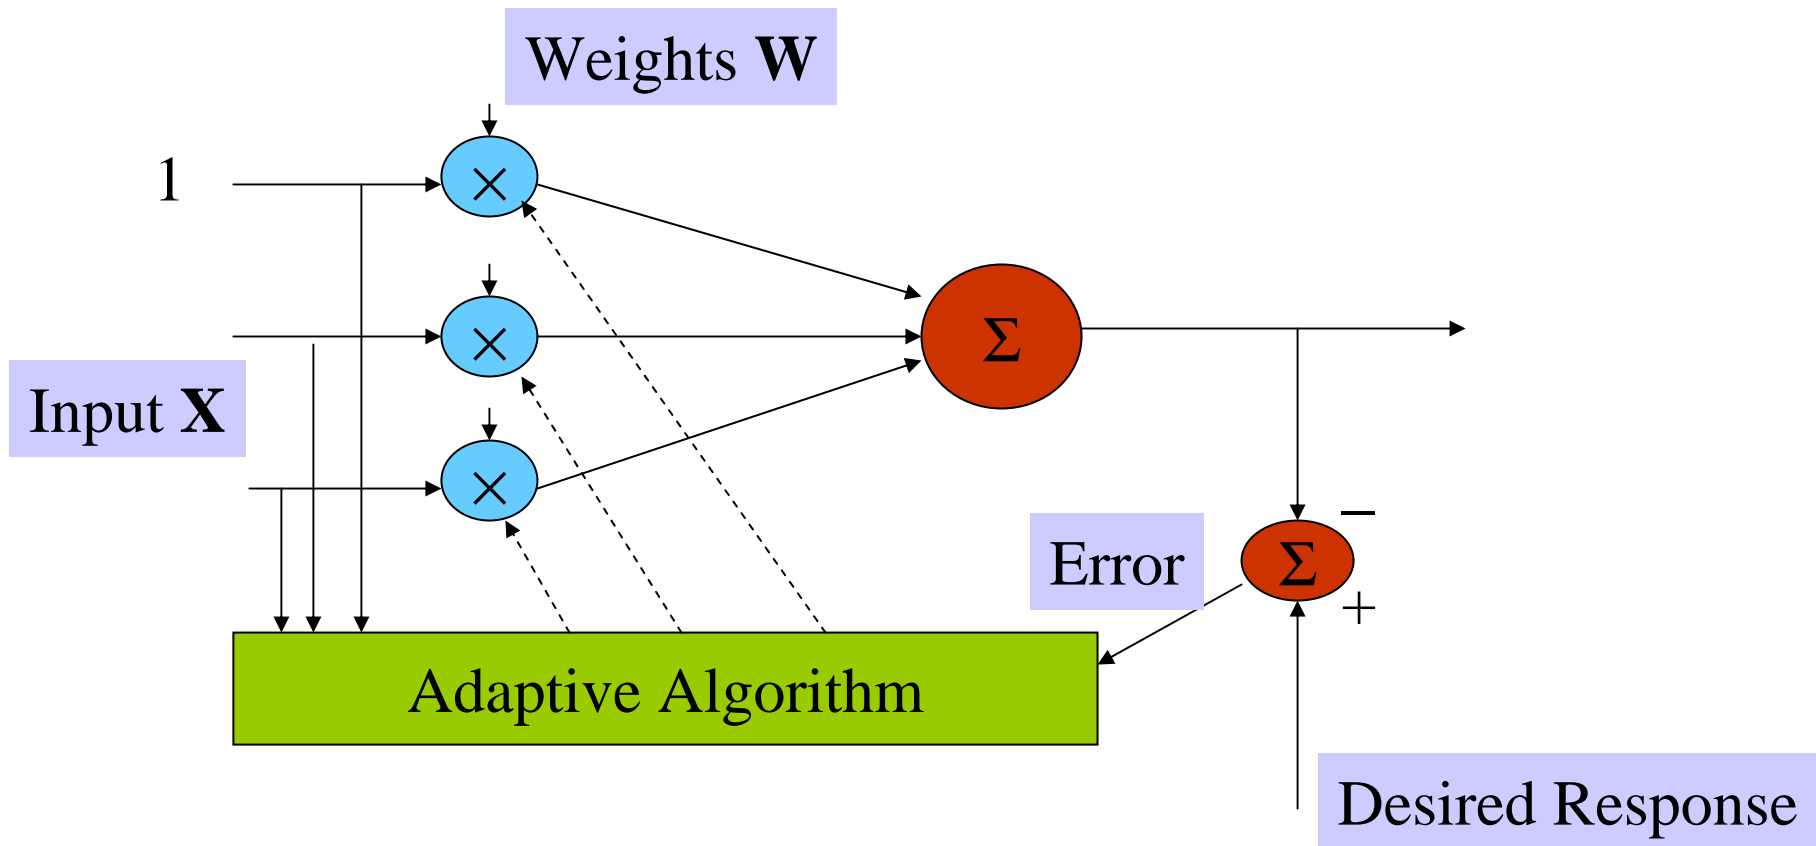 Weights W
1
×
×
Σ
Input X
×
−
Error
Σ
+
Adaptive Algorithm
Desired Response